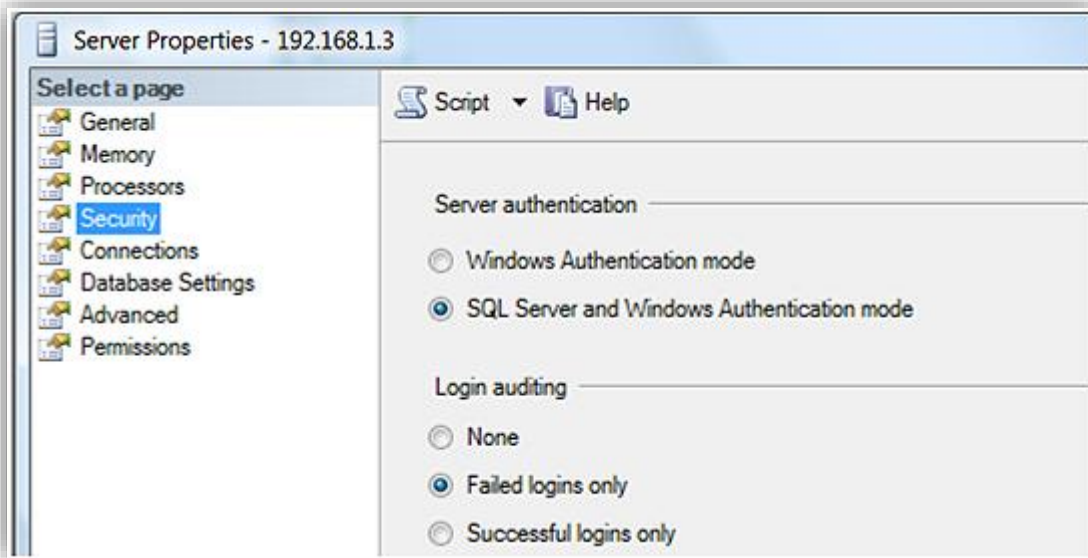 Server Properties - 192.168.1.3
Select a page
General
Memory
Processors
Security
Connections
Database Settings
Advanced
Permissions
Script Help
Server authentication
Windows Authentication mode
SQL Server and Windows Authentication mode
Login auditing
None
Failed logins only
Successful logins only